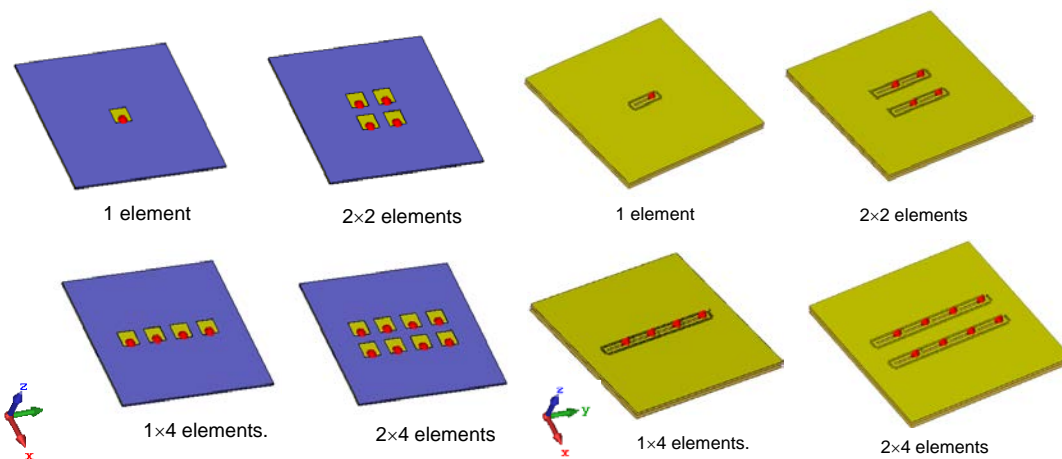 1 element
2×2 elements
1 element
2×2 elements
1×4 elements.
2×4 elements
1×4 elements.
2×4 elements
z
x
z
y
x